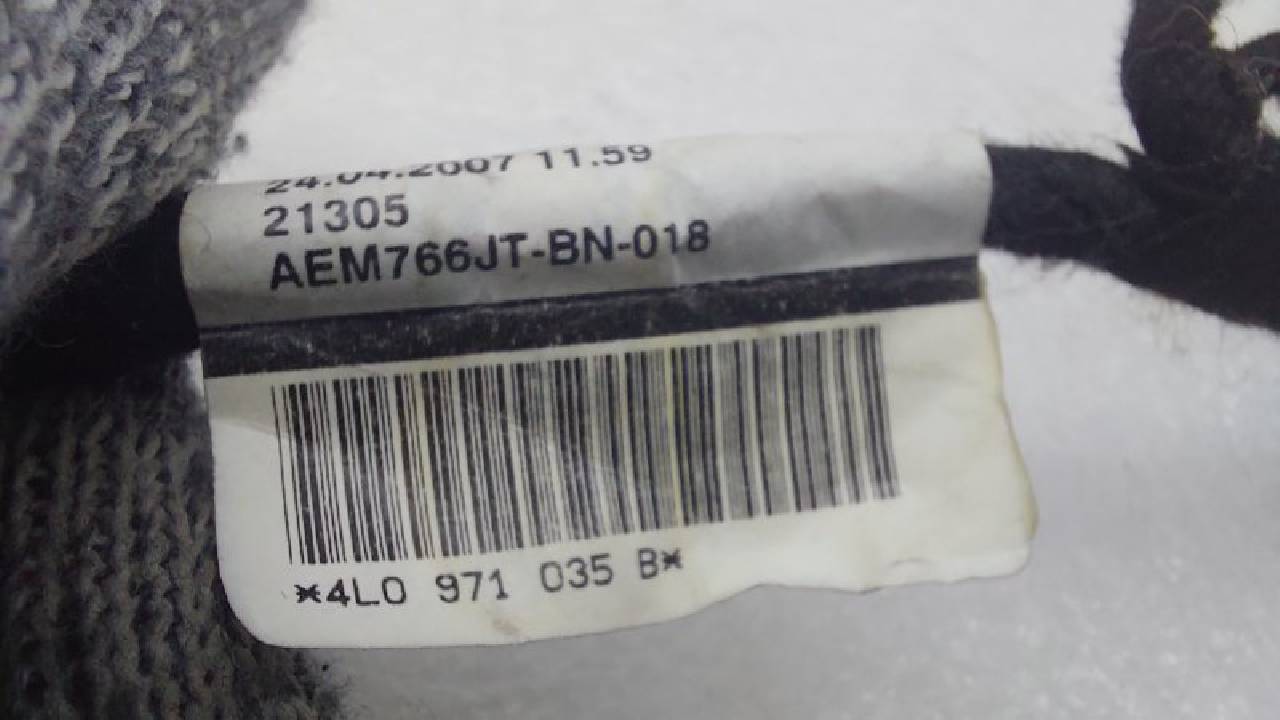 24.04.2007 11.59
21305
AEM766JT-BN-018
*4L0 971 035 B*